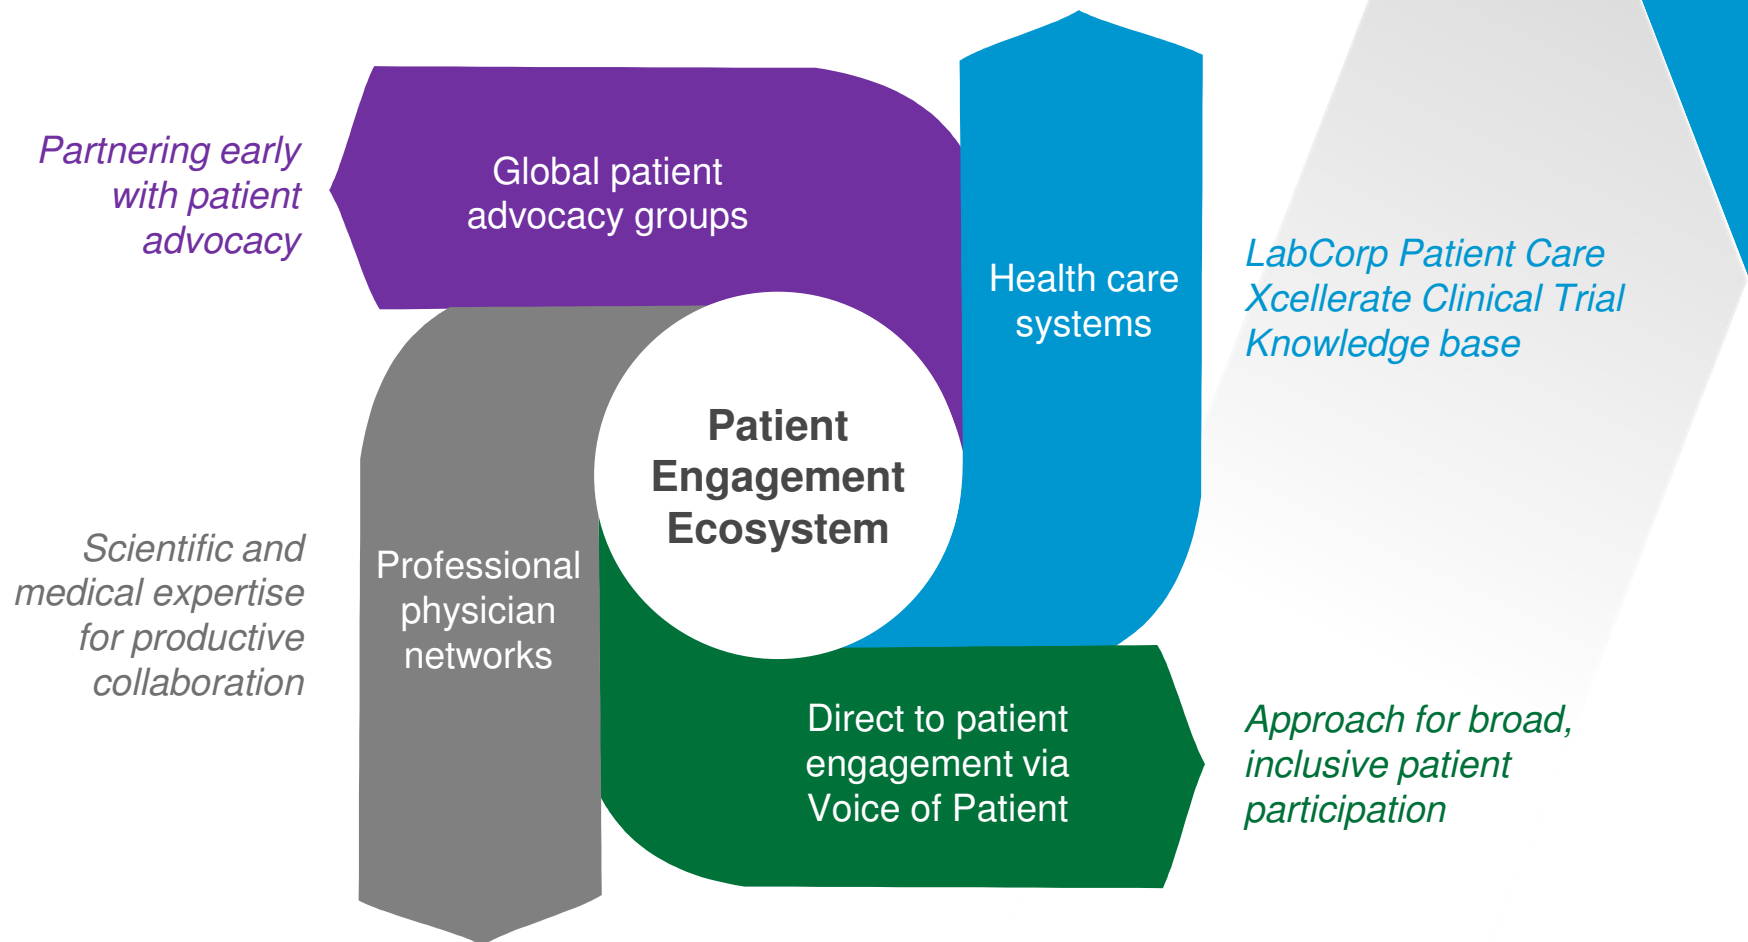 Partnering early
with patient
advocacy
Global patient
advocacy groups
Health care
systems
LabCorp Patient Care
Xcellerate Clinical Trial
Knowledge base
Patient
Engagement
Ecosystem
Scientific and
medical expertise
for productive
collaboration
Professional
physician
networks
Direct to patient
engagement via
Voice of Patient
Approach for broad,
inclusive patient
participation